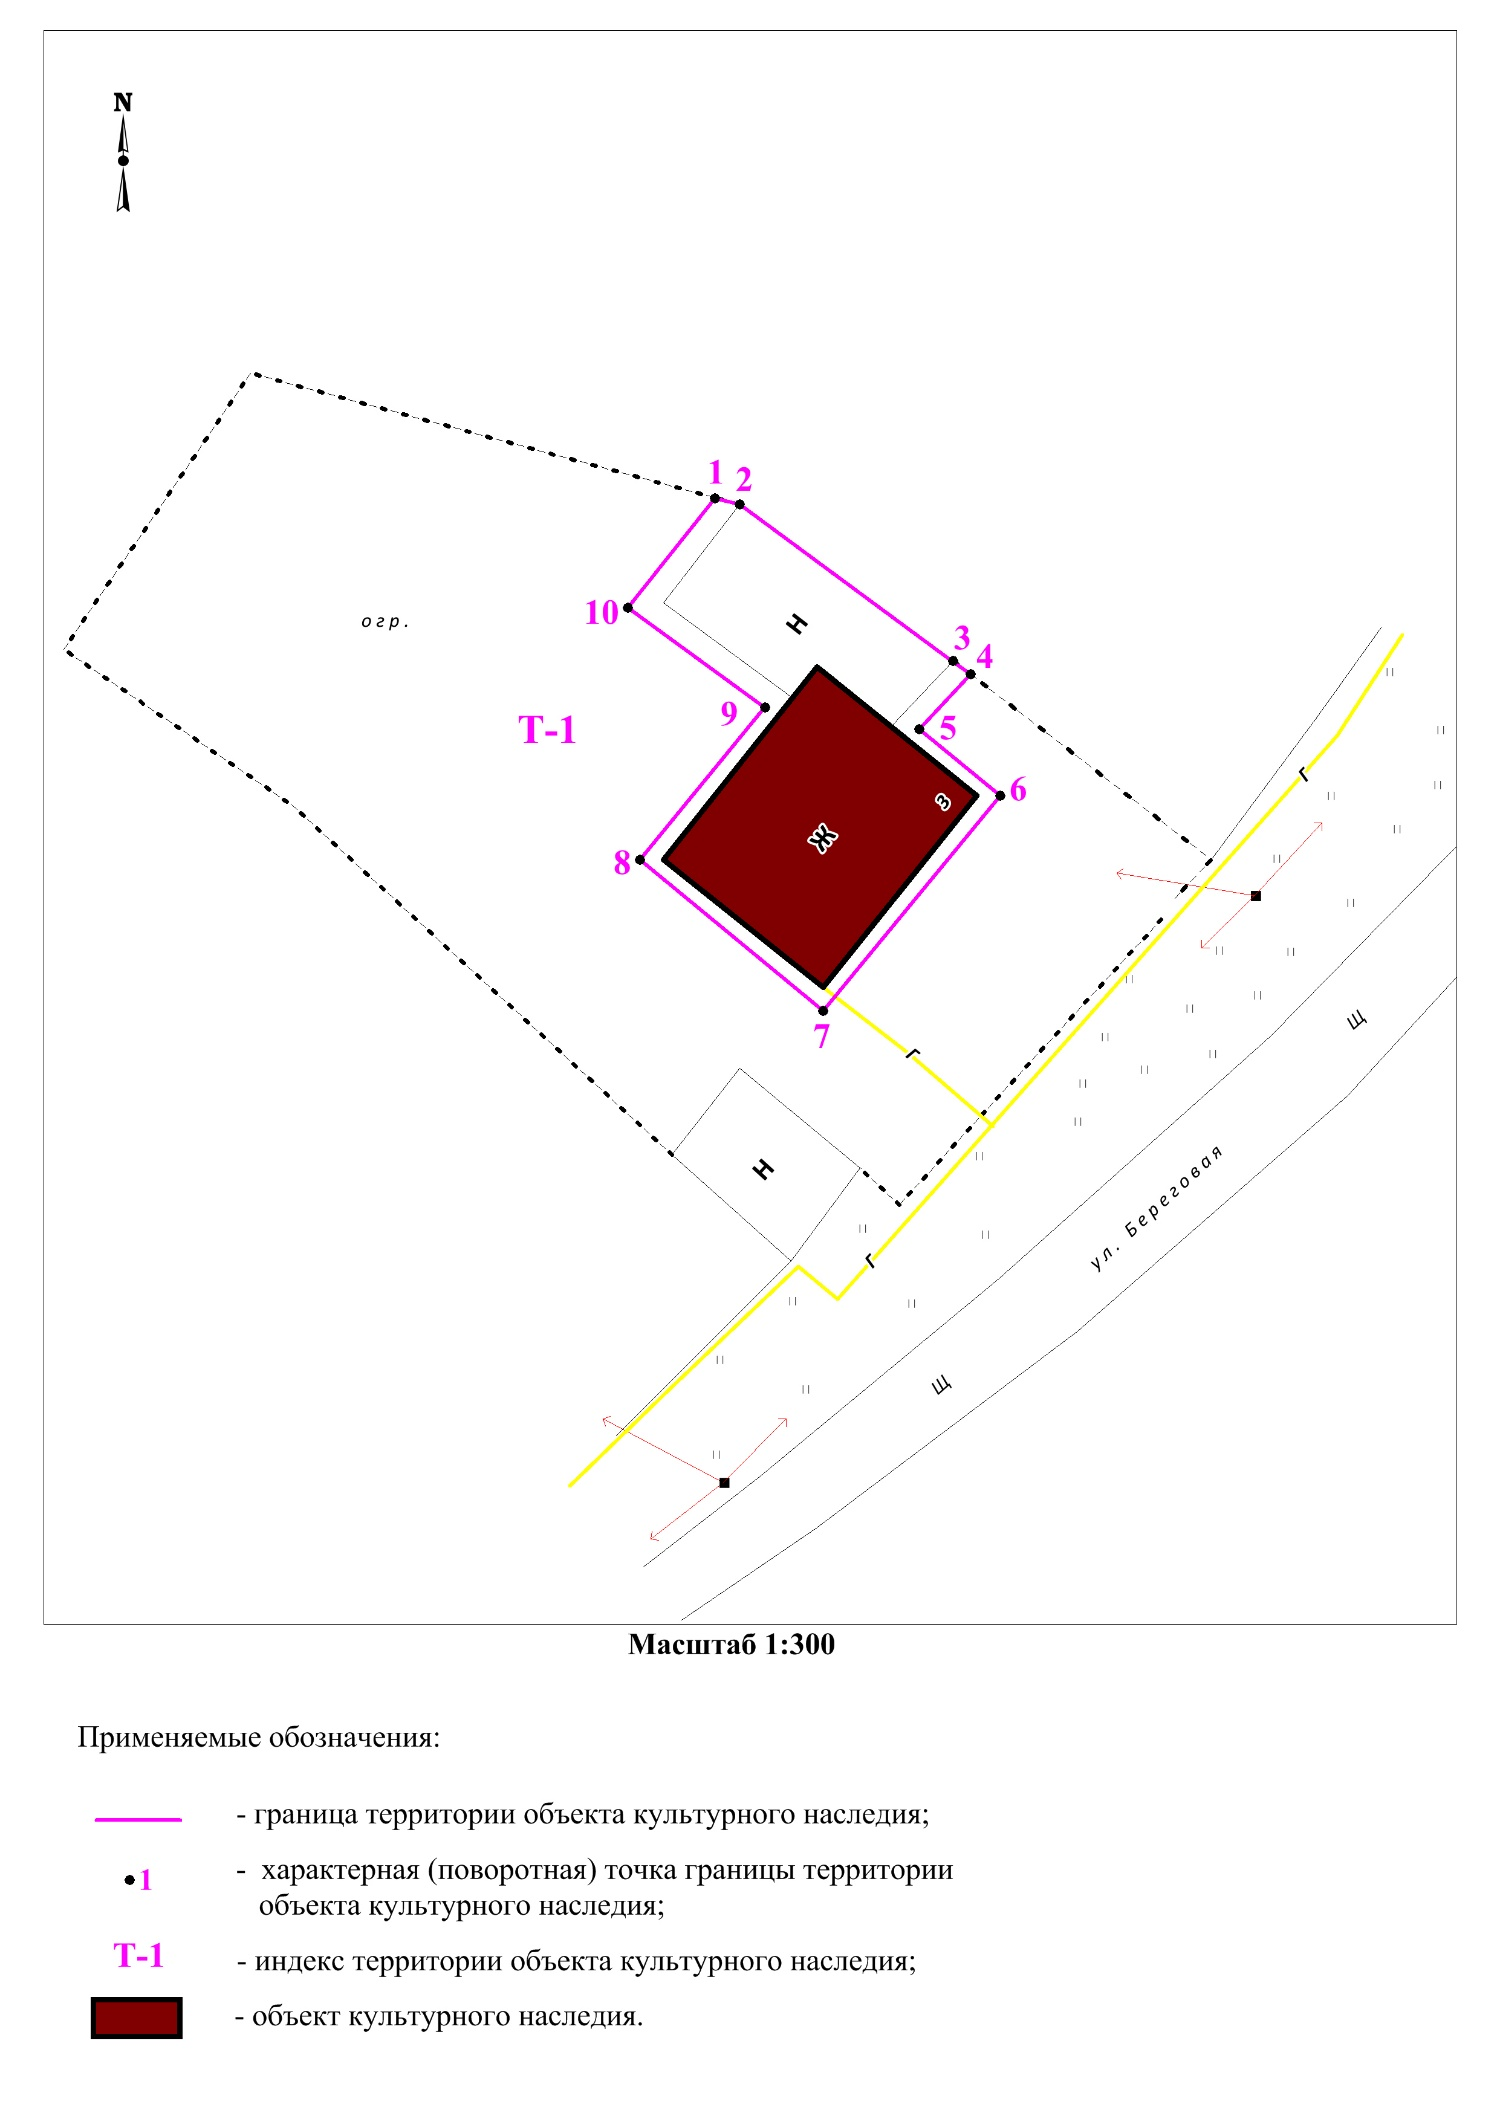 N
1
2
10
огр.
Н
3
4
9
5
Т-1
6
з
Ж
8
Г
7
Г
Щ
Н
ул. Береговая
Г
Щ
Масштаб 1:300
Применяемые обозначения:
- граница территории объекта культурного наследия;
1
- характерная (поворотная) точка границы территории
объекта культурного наследия;
Т-1
- индекс территории объекта культурного наследия;
- объект культурного наследия.